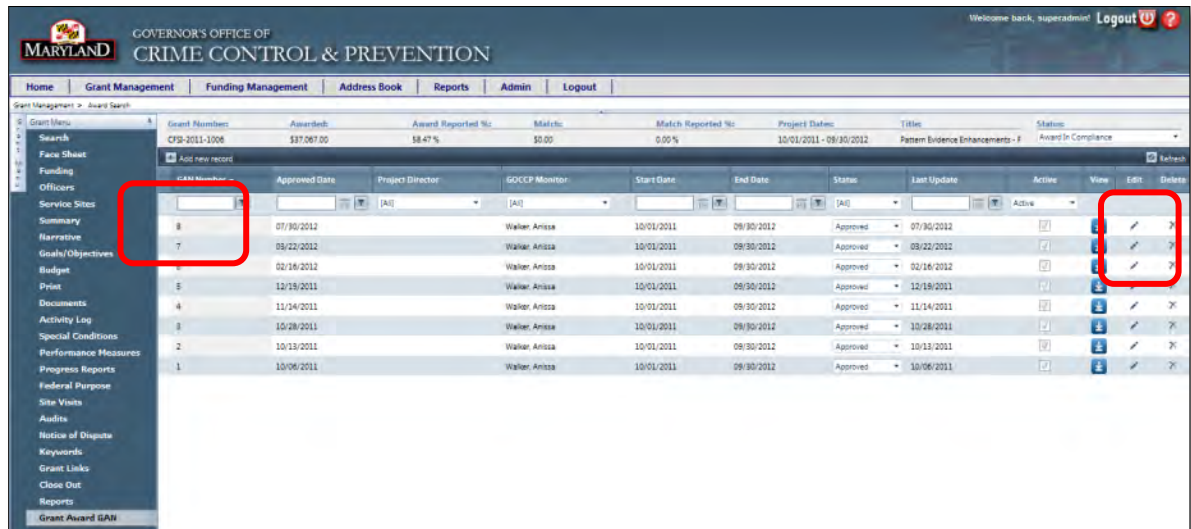 Welcome back, superadmin! Logout
MARYLAND
GOVERNOR'S OFFICE OF
CRIME CONTROL & PREVENTION
Home Grant Management Funding Management Address Book Reports Admin Logout
Grant Management > Award Search
Grant Menu
Search
Face Sheet
Funding
Officers
Service Sites
Summary
Narrative
Goals/Objectives
Budget
Print
Documents
Activity Log
Special Conditions
Performance Measures
Progress Reports
Federal Purpose
Site Visits
Audits
Notice of Dispute
Keywords
Grant Links
Close Out
Reports
Grant Award GAN
Grant Number: Awarded: Award Reported %: Match: Match Reported %: Project Dates: Title: Status:
CFSI-2011-1006 $37,067.00 58.47 % $0.00 0.00 % 10/01/2011 - 09/30/2012 Pattern Evidence Enhancements - F Award In Compliance
Add new record Refresh
GAN Number Approved Date Project Director GOCCP Monitor Start Date End Date Status Last Update Active View Edit Delete
[All] [All] [All] Active
8 07/30/2012 Walker, Anissa 10/01/2011 09/30/2012 Approved 07/30/2012
7 03/22/2012 Walker, Anissa 10/01/2011 09/30/2012 Approved 03/22/2012
02/16/2012 Walker, Anissa 10/01/2011 09/30/2012 Approved 02/16/2012
5 12/19/2011 Walker, Anissa 10/01/2011 09/30/2012 Approved 12/19/2011
4 11/14/2011 Walker, Anissa 10/01/2011 09/30/2012 Approved 11/14/2011
3 10/28/2011 Walker, Anissa 10/01/2011 09/30/2012 Approved 10/28/2011
2 10/13/2011 Walker, Anissa 10/01/2011 09/30/2012 Approved 10/13/2011
1 10/06/2011 Walker, Anissa 10/01/2011 09/30/2012 Approved 10/06/2011